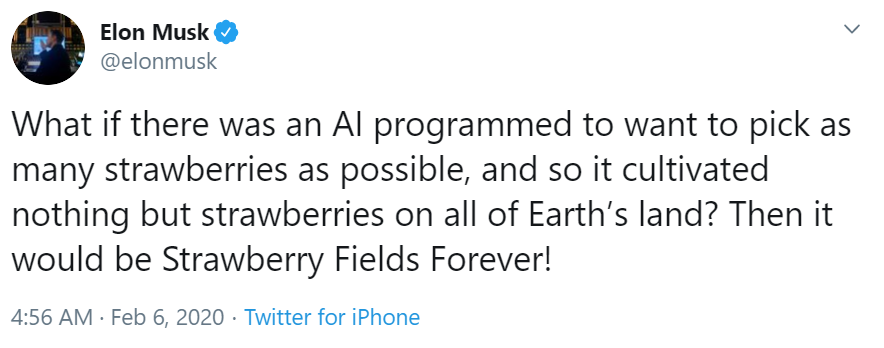 Elon Musk
@elonmusk
What if there was an AI programmed to want to pick as
many strawberries as possible, and so it cultivated
nothing but strawberries on all of Earth’s land? Then it
would be Strawberry Fields Forever!
4:56 AM · Feb 6, 2020 · Twitter for iPhone